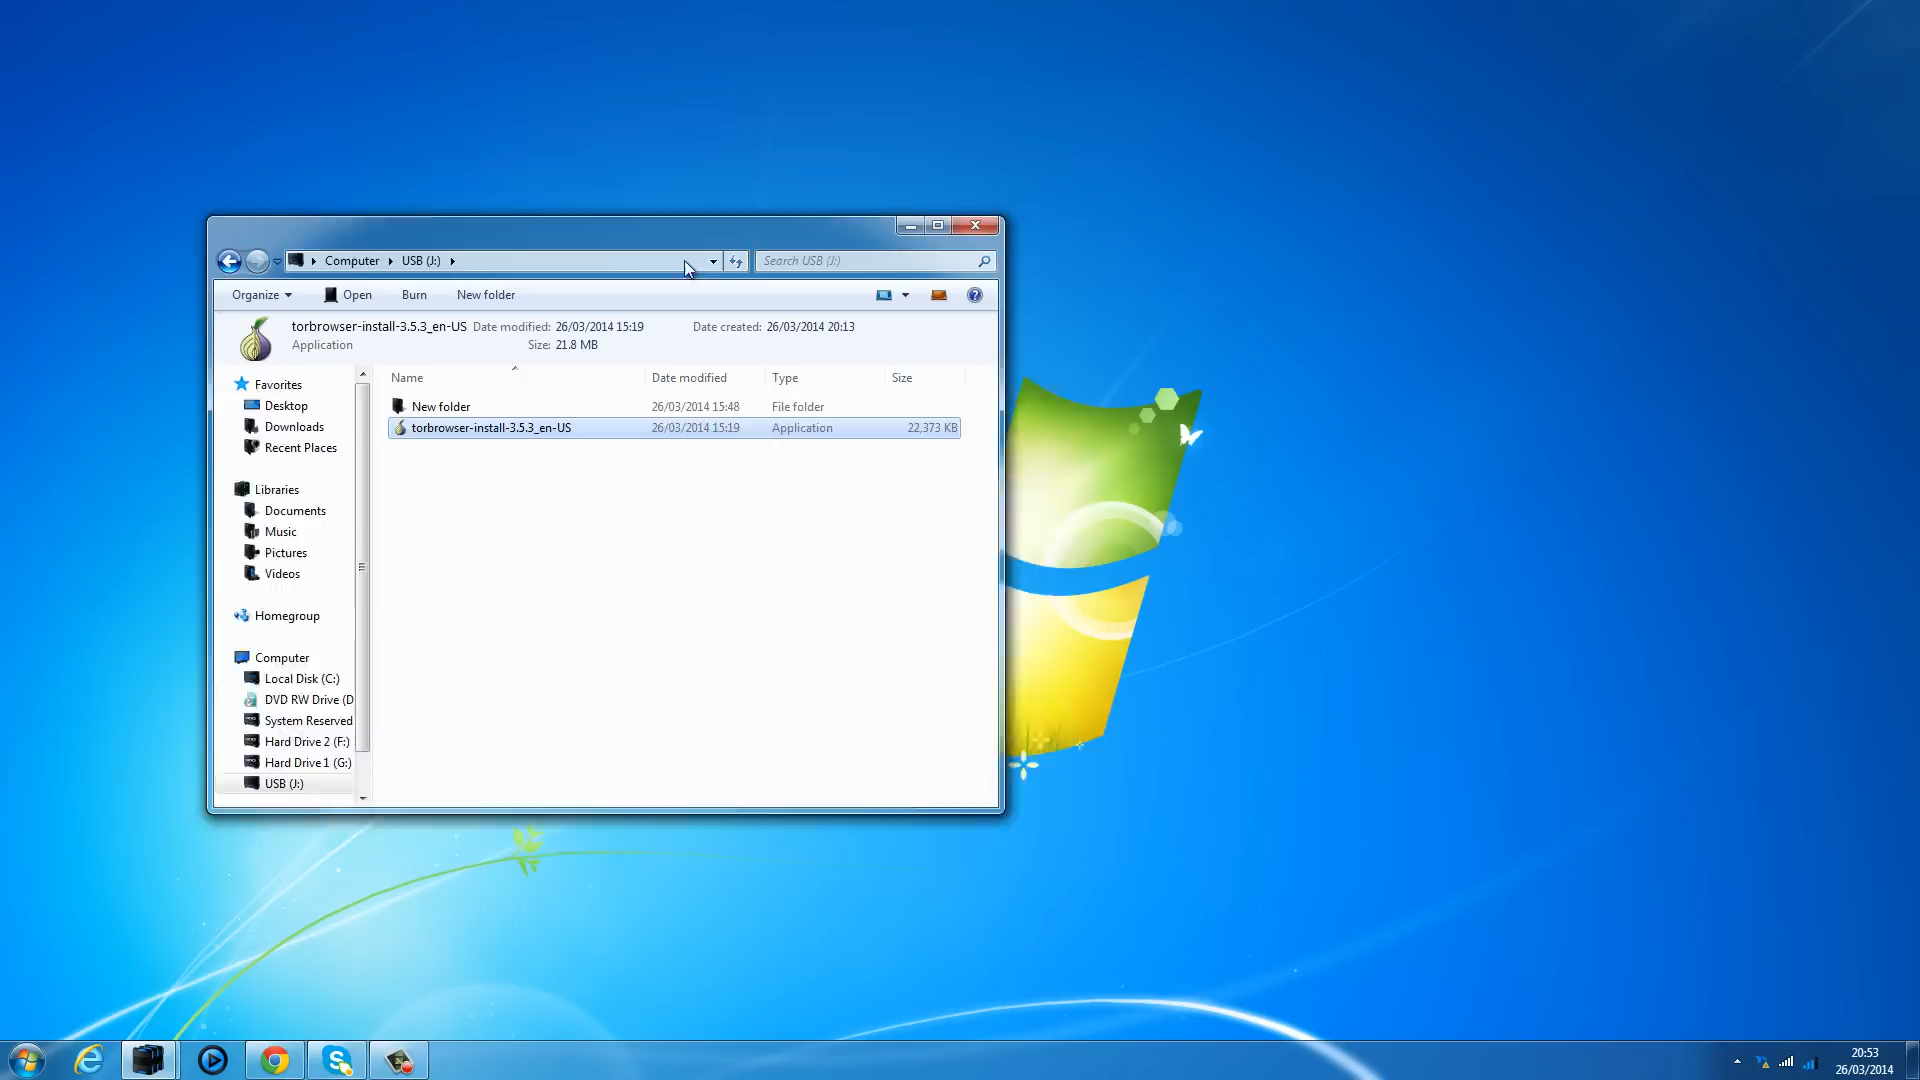 Computer USB (J:)
Search USB (J:)
Organize Open Burn New folder
torbrowser-install-3.5.3_en-US Date modified: 26/03/2014 15:19 Date created: 26/03/2014 20:13
Application Size: 21.8 MB
Name Date modified Type Size
New folder 26/03/2014 15:48 File folder
torbrowser-install-3.5.3_en-US 26/03/2014 15:19 Application 22,373 KB
Favorites
Desktop
Downloads
Recent Places
Libraries
Documents
Music
Pictures
Videos
Homegroup
Computer
Local Disk (C:)
DVD RW Drive (D
System Reserved
Hard Drive 2 (F:)
Hard Drive 1 (G:)
USB (J:)
20:53
26/03/2014